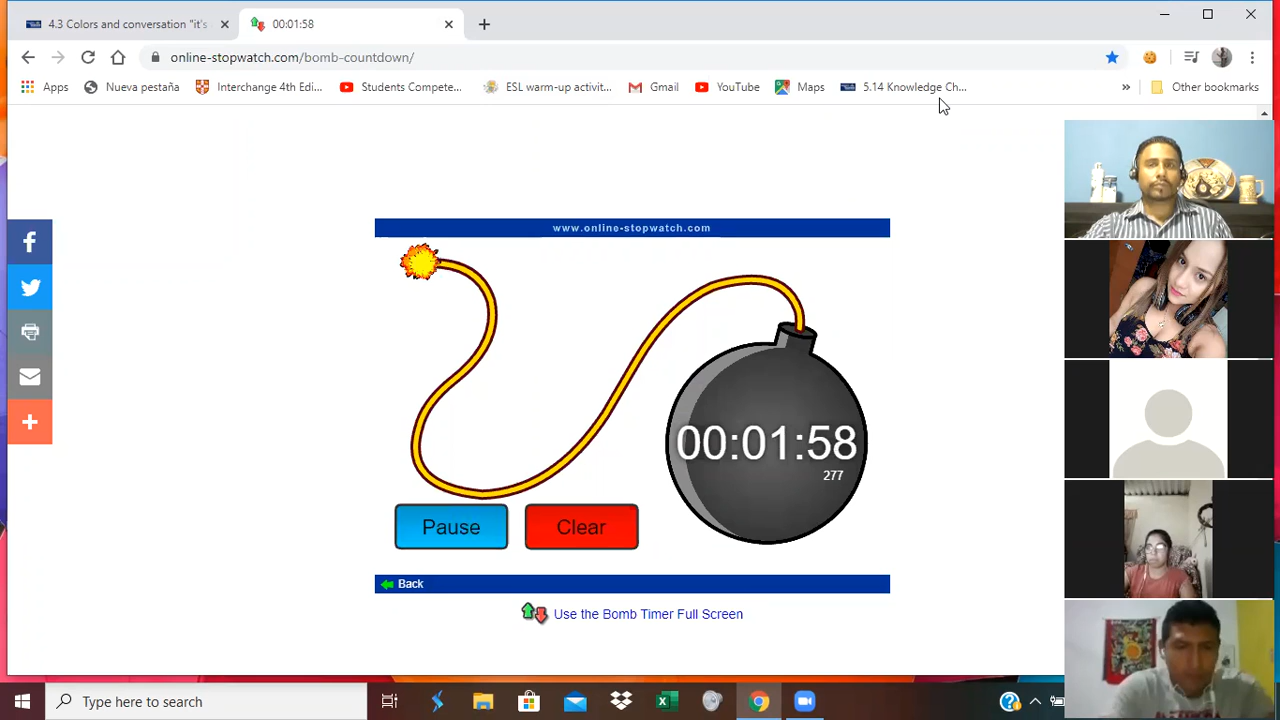 4.3 Colors and conversation "it's
00:01:58
online-stopwatch.com/bomb-countdown/
Apps
Nueva pestaña
Interchange 4th Edi...
Students Compete...
ESL warm-up activit...
Gmail
YouTube
Maps
5.14 Knowledge Ch...
»
Other bookmarks
www.online-stopwatch.com
00:01:58
277
Pause
Clear
Back
Use the Bomb Timer Full Screen
Type here to search